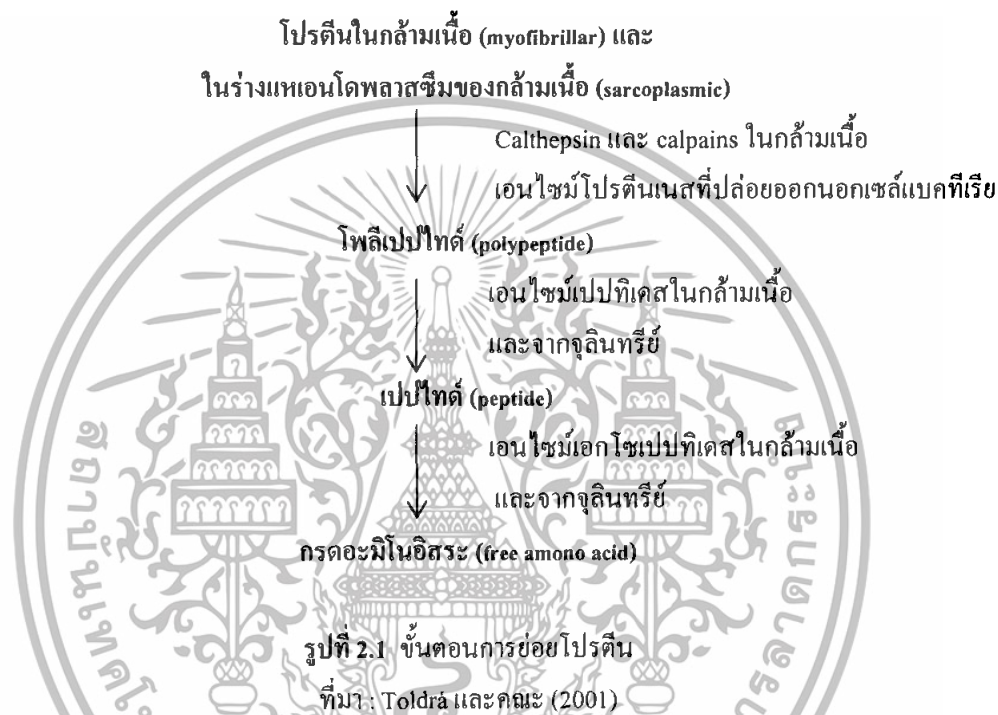 โปรตีนในกล้ามเนื้อ (myofibrillar) และ
ในร่างแหเอนโดพลาสซึมของกล้ามเนื้อ (sarcoplasmic)
Calthepsin และ calpains ในกล้ามเนื้อ
เอนไซม์โปรตีนเนสที่ปล่อยออกนอกเซล์แบคทีเรีย
โพลีเปปไทด์ (polypeptide)
เอนไซม์เปปทิเดสในกล้ามเนื้อ
และจากจุลินทรีย์
เปปไทด์ (peptide)
เอนไซม์เอกโซเปปทิเดสในกล้ามเนื้อ
และจากจุลินทรีย์
กรดอะมิโนอิสระ (free amono acid)
รูปที่ 2.1 ขั้นตอนการย่อยโปรตีน
ที่มา : Toldrá และคณะ (2001)